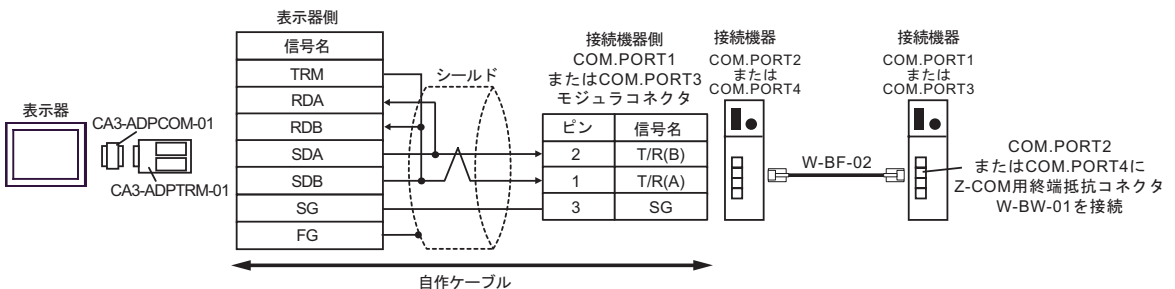 表示器
CA3-ADPCOM-01
CA3-ADPTRM-01
表示器側
信号名
TRM
RDA
RDB
SDA
SDB
SG
FG
シールド
接続機器側
COM.PORT1
またはCOM.PORT3
モジュラコネクタ
ピン 信号名
2 T/R(B)
1 T/R(A)
3 SG
自作ケーブル
接続機器
COM.PORT2
または
COM.PORT4
W-BF-02
接続機器
COM.PORT1
または
COM.PORT3
COM.PORT2
またはCOM.PORT4に
Z-COM用終端抵抗コネクタ
W-BW-01を接続